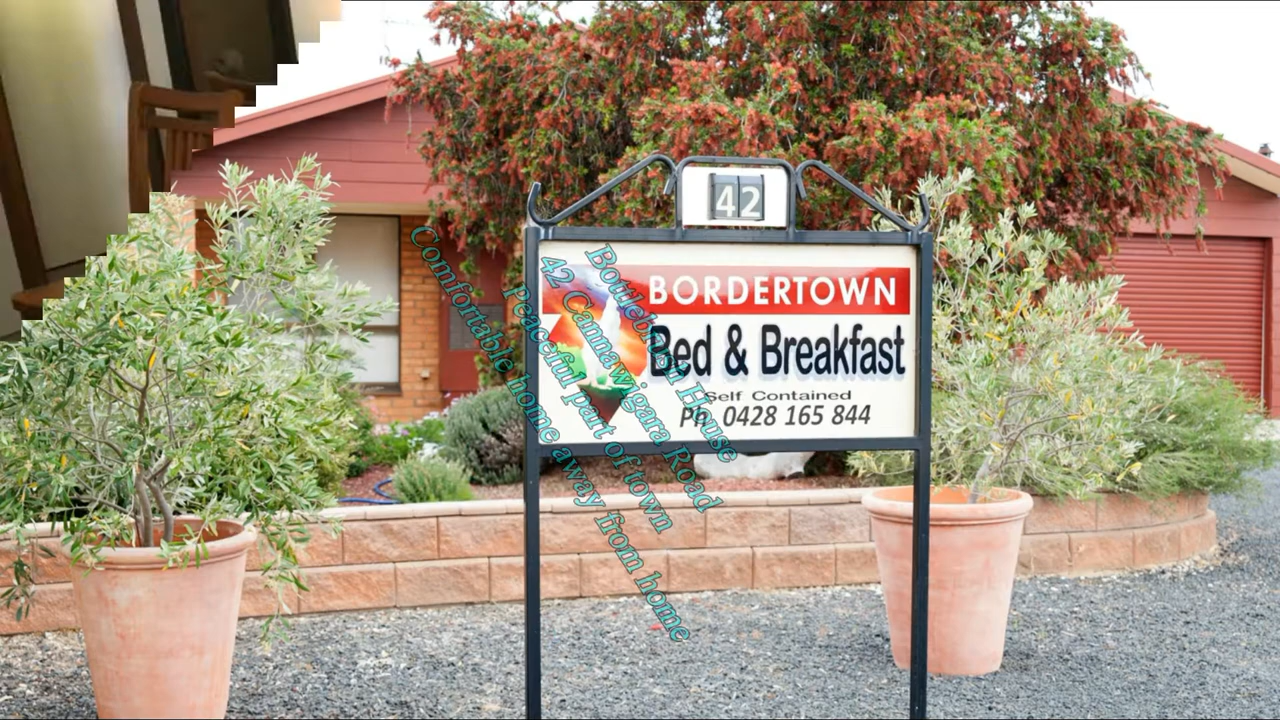 42
BORDERTOWN
Bed & Breakfast
Self Contained
Ph 0428 165 844
Bottlebrush House
42 Cannawigara Road
Peaceful part of town
Comfortable home away from home